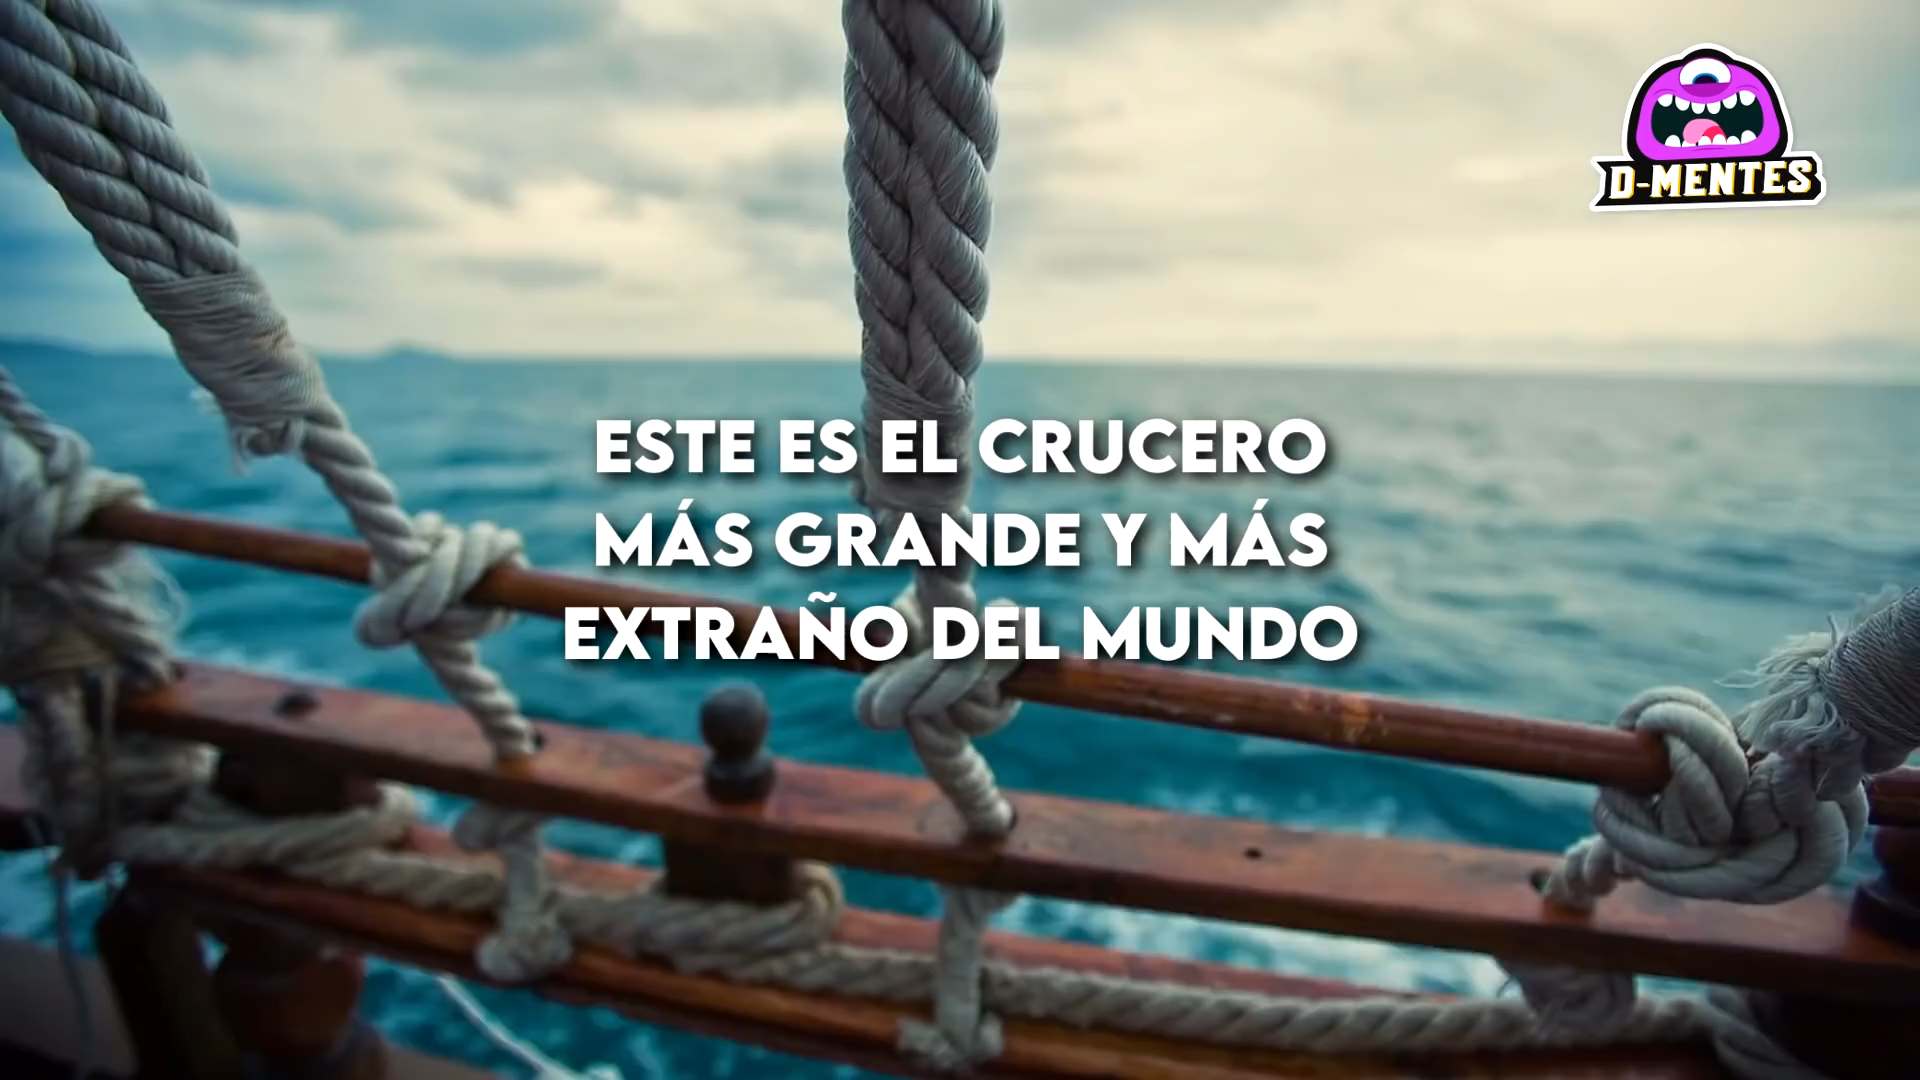 D-MENTES
ESTE ES EL CRUCERO
MÁS GRANDE Y MÁS
EXTRAÑO DEL MUNDO